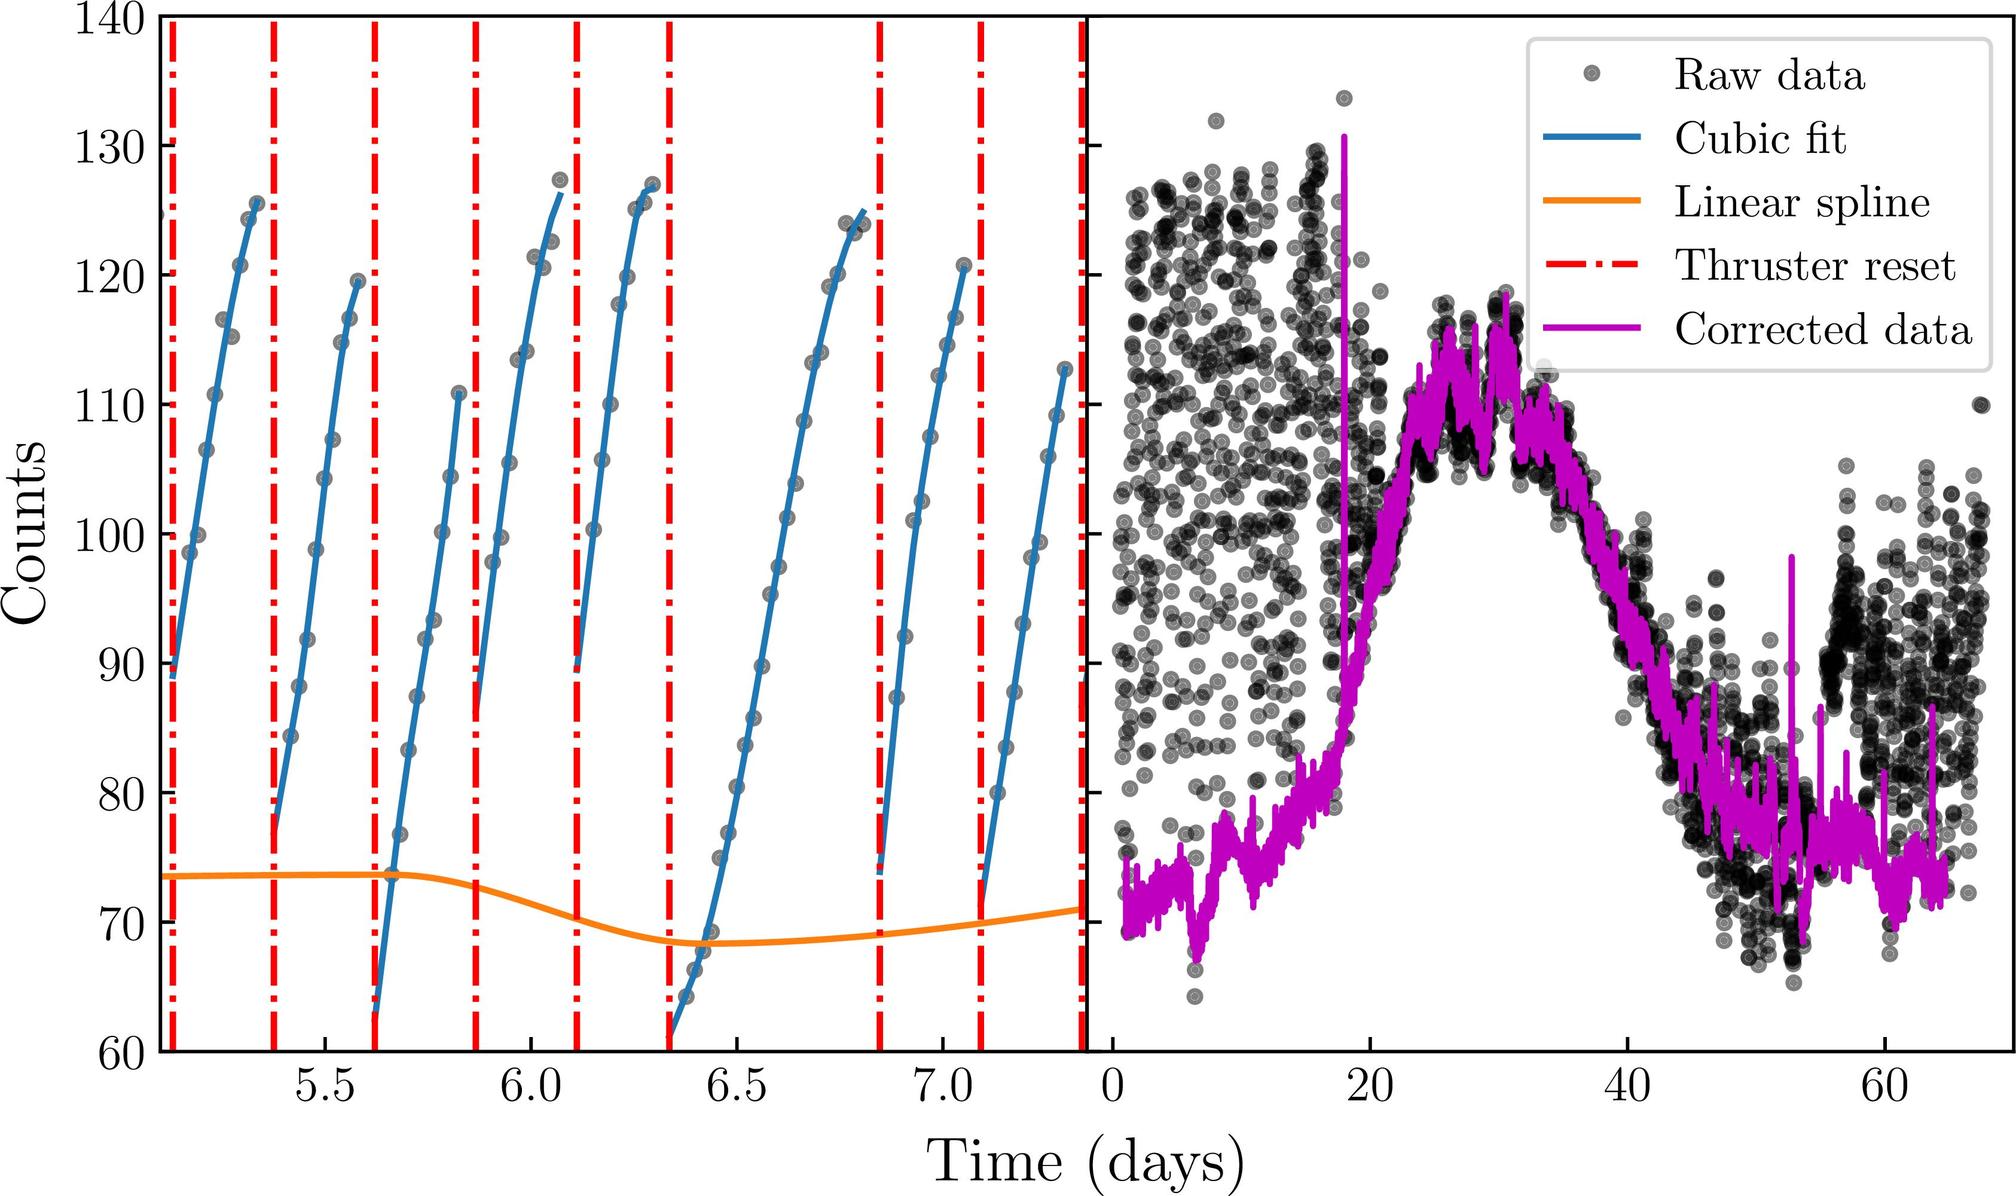 140
130
120
110
100
90
80
70
60
Counts
5.5 6.0 6.5 7.0
0 20 40 60
Time (days)
Raw data
Cubic fit
Linear spline
Thruster reset
Corrected data